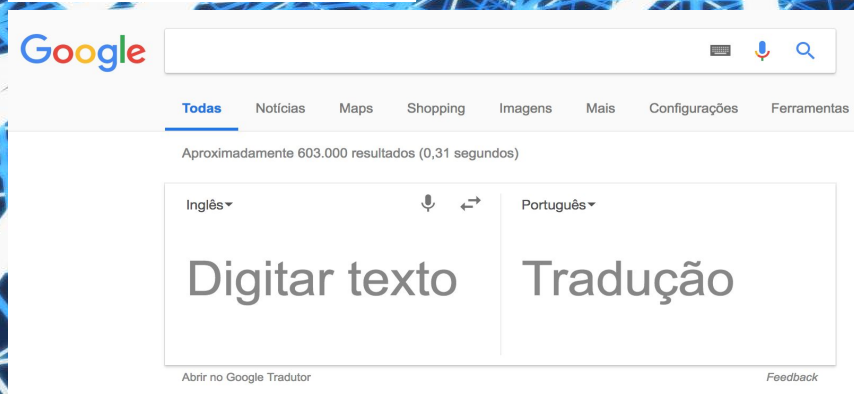 Google
Todas Notícias Maps Shopping Imagens Mais Configurações Ferramentas
Aproximadamente 603.000 resultados (0,31 segundos)
Inglês Português
Digitar texto Tradução
Abrir no Google Tradutor Feedback